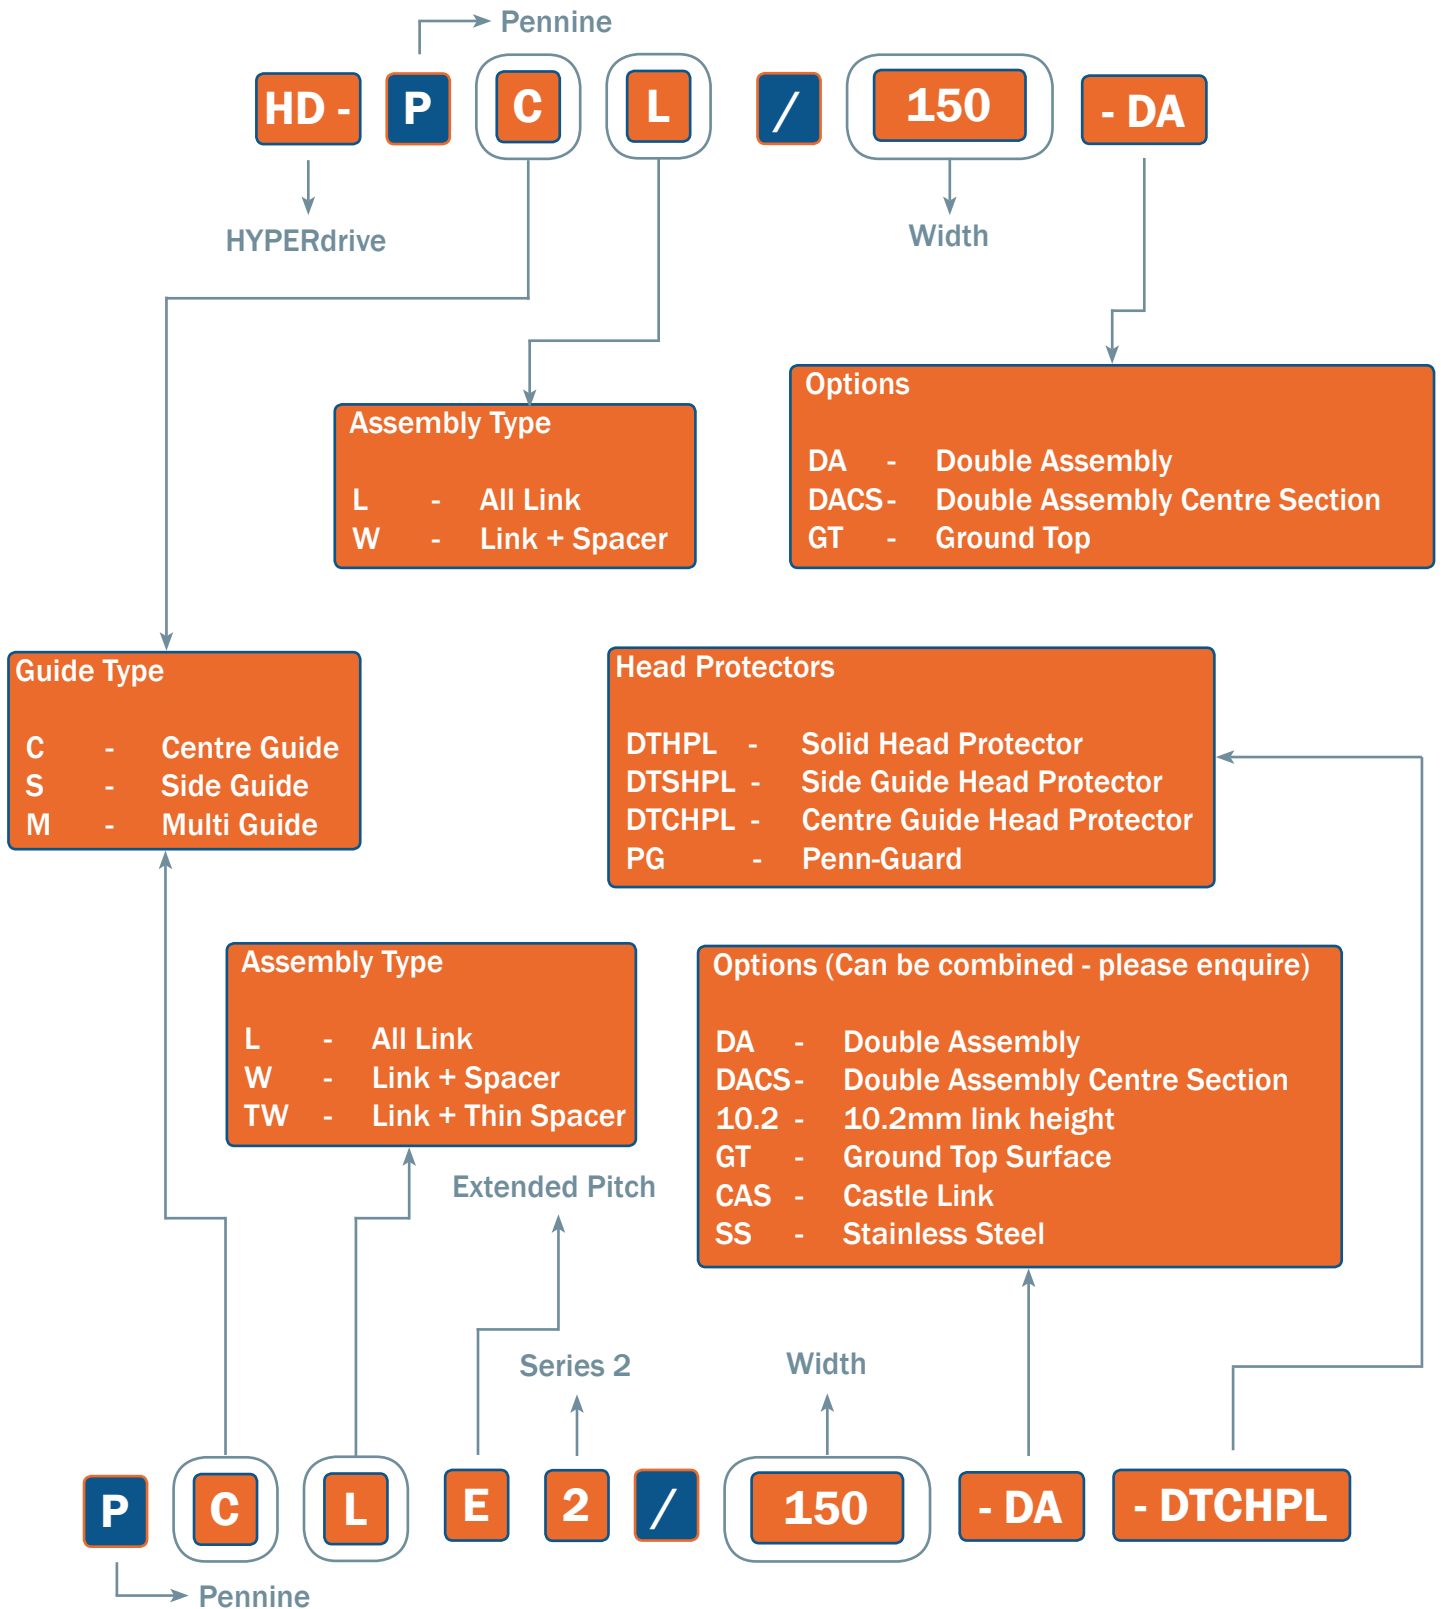 Pennine
HD - P C L / 150 - DA
HYPERdrive
Width
Options
DA - Double Assembly
DACS - Double Assembly Centre Section
GT - Ground Top
Assembly Type
L - All Link
W - Link + Spacer
Guide Type
C - Centre Guide
S - Side Guide
M - Multi Guide
Head Protectors
DTHPL - Solid Head Protector
DTSHPL - Side Guide Head Protector
DTCHPL - Centre Guide Head Protector
PG - Penn-Guard
Assembly Type
L - All Link
W - Link + Spacer
TW - Link + Thin Spacer
Options (Can be combined - please enquire)
DA - Double Assembly
DACS - Double Assembly Centre Section
10.2 - 10.2mm link height
GT - Ground Top Surface
CAS - Castle Link
SS - Stainless Steel
Extended Pitch
Series 2
Width
P C L E 2 / 150 - DA - DTCHPL
Pennine